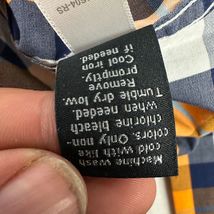 Machine wash
cold with like
colors. Only non-
chlorine bleach
when needed.
Tumble dry low.
Remove
promptly.
Cool iron
if needed.